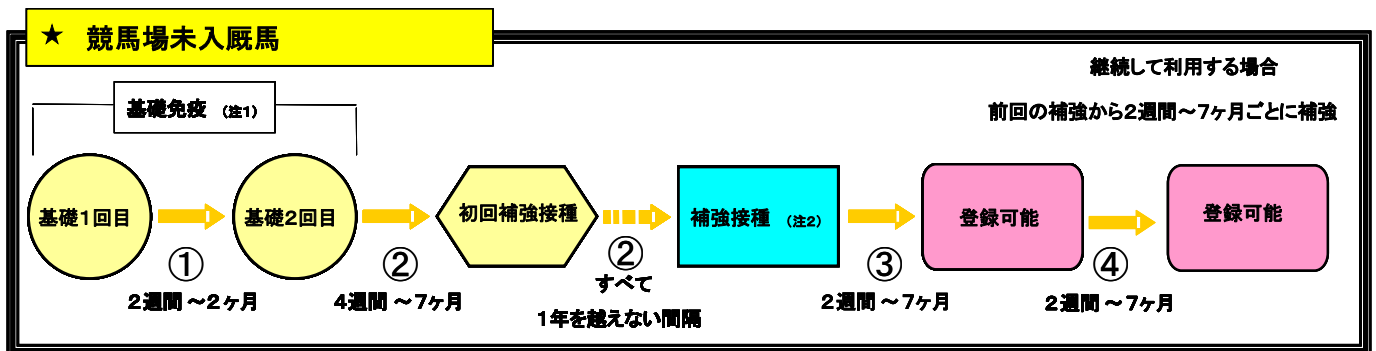 ★ 競馬場未入厩馬
継続して利用する場合
前回の補強から2週間～7ヶ月ごとに補強
基礎免疫 (注1)
基礎1回目
基礎2回目
初回補強接種
補強接種 (注2)
登録可能
登録可能
①
2週間～2ヶ月
②
4週間～7ヶ月
②
すべて
1年を越えない間隔
③
2週間～7ヶ月
④
2週間～7ヶ月